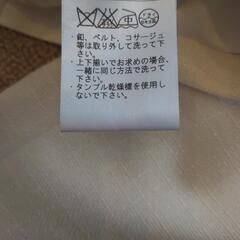 中
・釦、ベルト、コサージュ
等は取り外して洗って下
さい。
・上下揃いでお求めの場合、
一緒に同じ方法で洗って
下さい。
・タンブル乾燥機を使用し
ないで下さい。